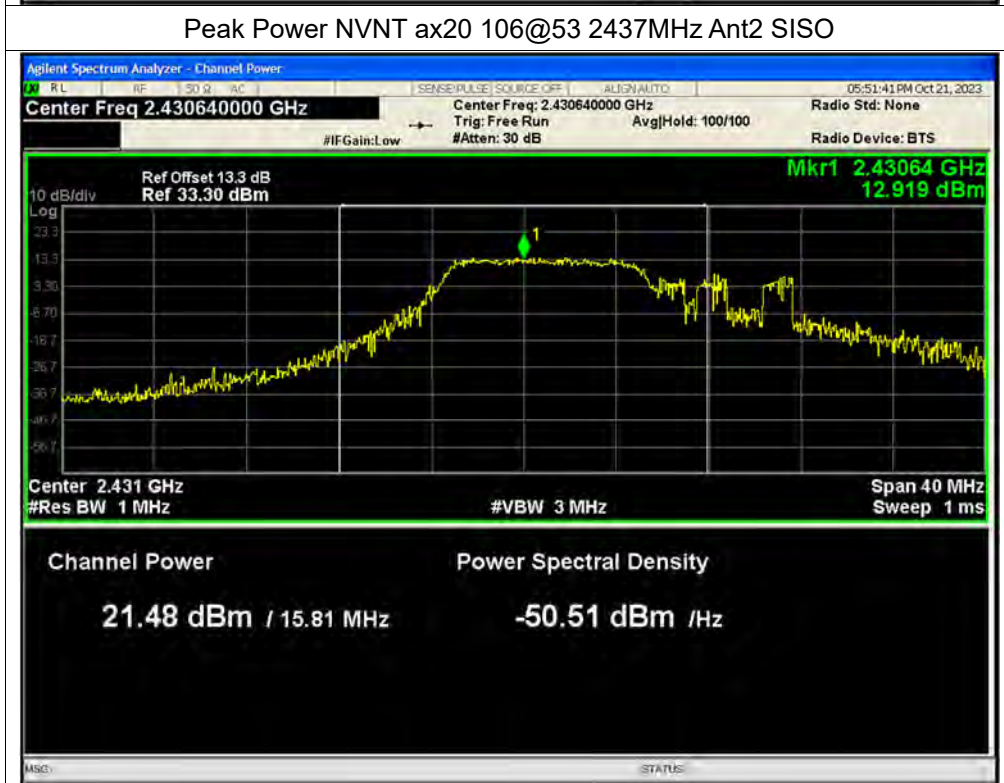 Peak Power NVNT ax20 106@53 2437MHz Ant2 SISO
Agilent Spectrum Analyzer - Channel Power
RL RF 50 Ω AC SENSE:PULSE SOURCE OFF ALIGN AUTO 05:51:41 PM Oct 21, 2023
Center Freq 2.430640000 GHz Center Freq: 2.430640000 GHz Radio Std: None
Trig: Free Run Avg|Hold: 100/100
#IFGain:Low #Atten: 30 dB Radio Device: BTS
Mkr1 2.43064 GHz
Ref Offset 13.3 dB
10 dB/div Ref 33.30 dBm 12.919 dBm
Log
23.3
1
13.3
3.30
-6.70
-16.7
-26.7
-36.7
-46.7
-56.7
Center 2.431 GHz Span 40 MHz
#Res BW 1 MHz #VBW 3 MHz Sweep 1 ms
Channel Power Power Spectral Density
21.48 dBm / 15.81 MHz -50.51 dBm /Hz
MSG STATUS